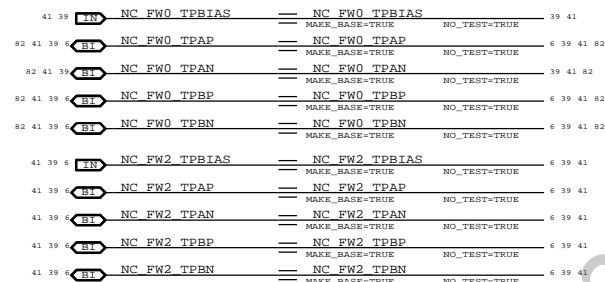 41 39 IN NC_FW0_TPBIAS NC_FW0_TPBIAS 39 41
MAKE_BASE=TRUE NO_TEST=TRUE
82 41 39 6 BI NC_FW0_TPAP NC_FW0_TPAP 6 39 41 82
MAKE_BASE=TRUE NO_TEST=TRUE
82 41 39 BI NC_FW0_TPAN NC_FW0_TPAN 39 41 82
MAKE_BASE=TRUE NO_TEST=TRUE
82 41 39 6 BI NC_FW0_TPBP NC_FW0_TPBP 6 39 41 82
MAKE_BASE=TRUE NO_TEST=TRUE
82 41 39 6 BI NC_FW0_TPBN NC_FW0_TPBN 6 39 41 82
MAKE_BASE=TRUE NO_TEST=TRUE
41 39 6 IN NC_FW2_TPBIAS NC_FW2_TPBIAS 6 39 41
MAKE_BASE=TRUE NO_TEST=TRUE
41 39 6 BI NC_FW2_TPAP NC_FW2_TPAP 6 39 41
MAKE_BASE=TRUE NO_TEST=TRUE
41 39 6 BI NC_FW2_TPAN NC_FW2_TPAN 6 39 41
MAKE_BASE=TRUE NO_TEST=TRUE
41 39 6 BI NC_FW2_TPBP NC_FW2_TPBP 6 39 41
MAKE_BASE=TRUE NO_TEST=TRUE
41 39 6 BI NC_FW2_TPBN NC_FW2_TPBN 6 39 41
MAKE_BASE=TRUE NO_TEST=TRUE